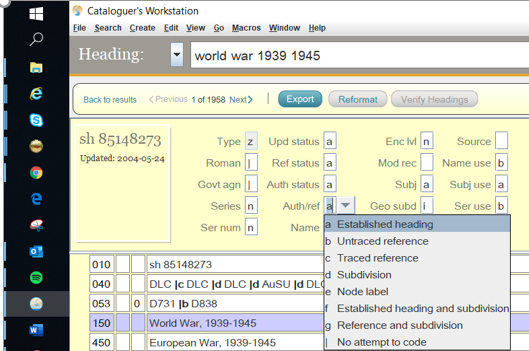 Cataloguer's Workstation
File Search Create Edit View Go Macros Window Help
Heading: world war 1939 1945
Back to results <Previous 1 of 1958 Next> Export Reformat Verify Headings
sh 85148273
Updated: 2004-05-24
Type z Upd status a Enc lvl n Source
Roman | Ref status a Mod rec Name use b
Govt agn | Auth status a Subj a Subj use a
Series n Auth/ref a Geo subd i Ser use b
Ser num n Name
a Established heading
b Untraced reference
c Traced reference
d Subdivision
e Node label
f Established heading and subdivision
g Reference and subdivision
| No attempt to code
010 sh 85148273
040 DLC |c DLC |d DLC |d AuSU |d DLC
053 0 D731 |b D838
150 World War, 1939-1945
450 European War, 1939-1945